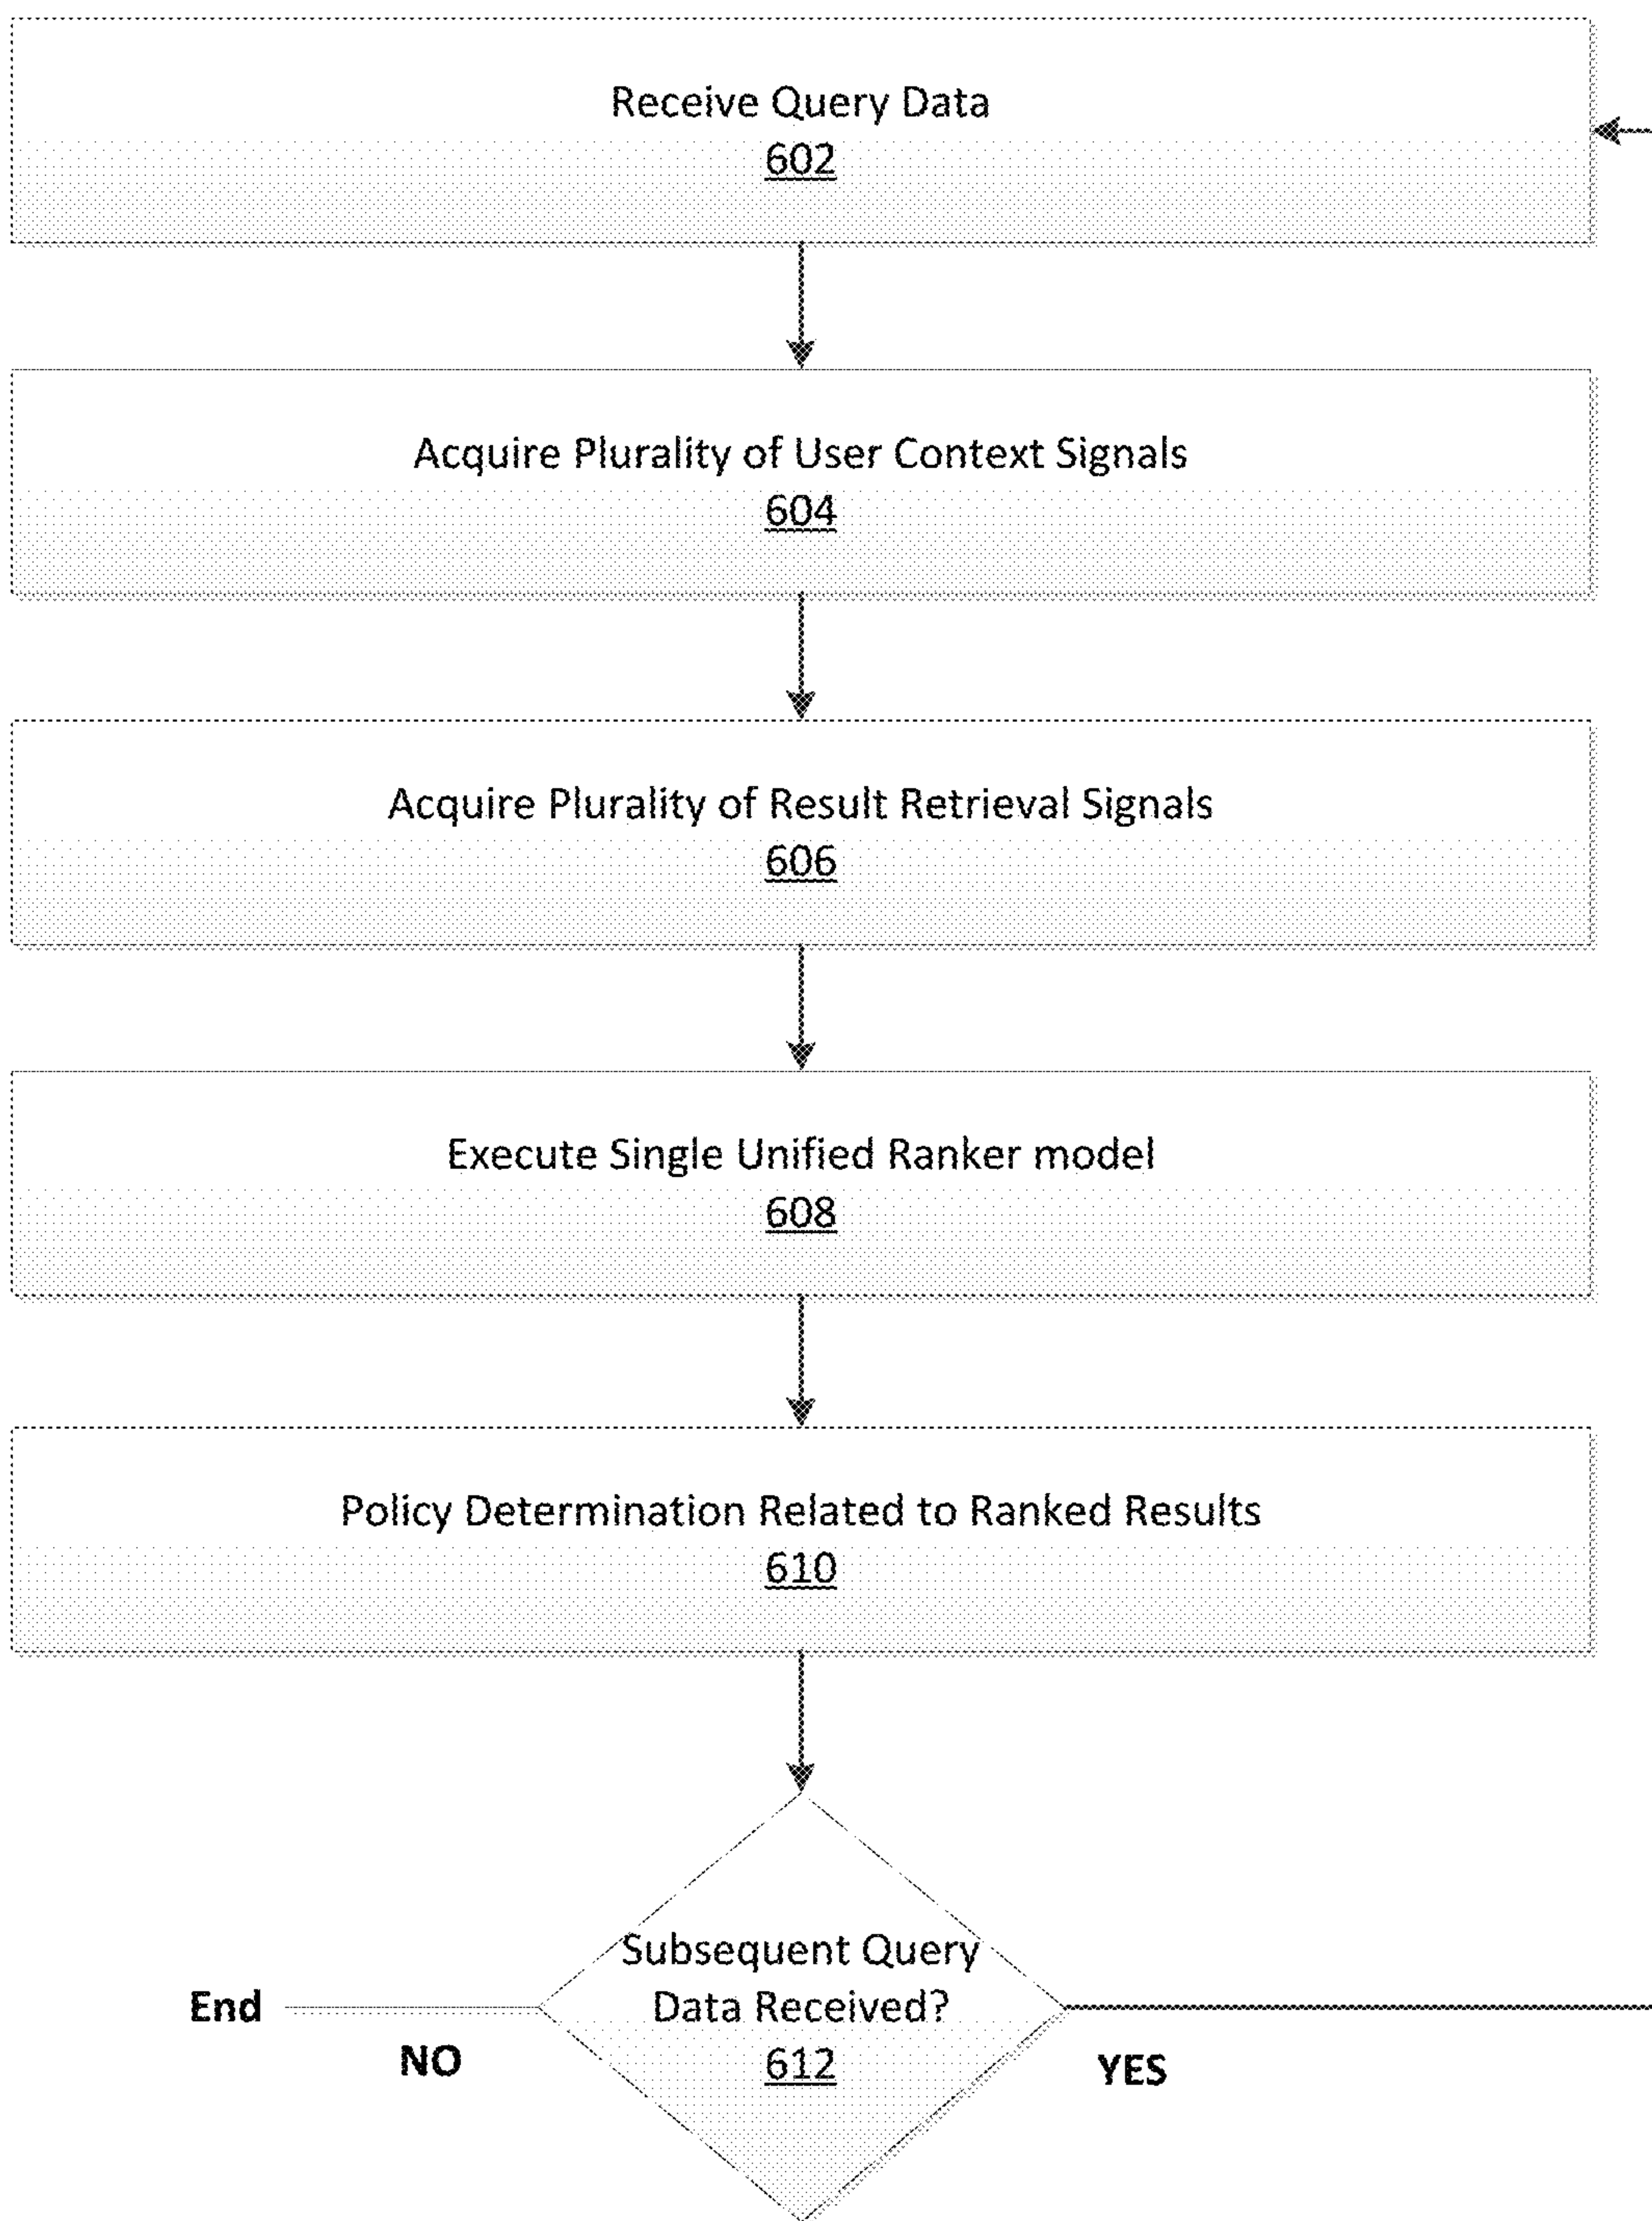 Receive Query Data
602
Acquire Plurality of User Context Signals
604
Acquire Plurality of Result Retrieval Signals
606
Execute Single Unified Ranker model
608
Policy Determination Related to Ranked Results
610
Subsequent Query
Data Received?
612
End
NO
YES